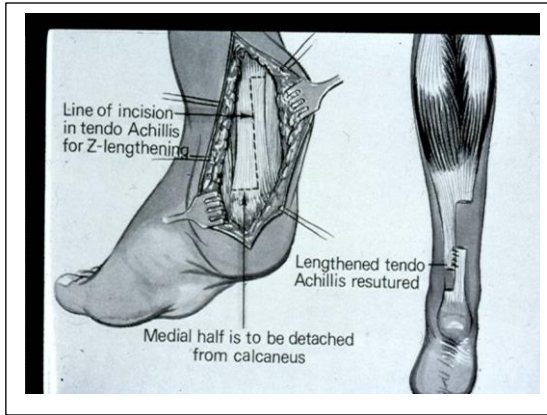 Line of incision
in tendo Achillis
for Z-lengthening
Lengthened tendo
Achillis resutured
Medial half is to be detached
from calcaneus